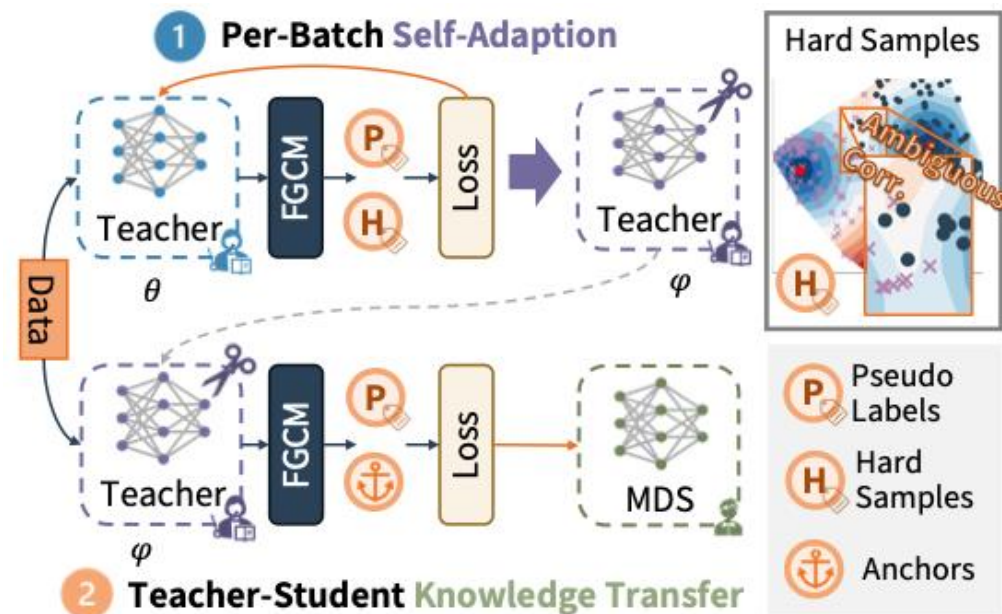 1 Per-Batch Self-Adaption
Hard Samples
Teacher
θ
FGCM
P
H
Loss
Teacher
φ
Ambiguous
Corr.
H
Data
Teacher
φ
FGCM
P
Loss
MDS
P Pseudo
Labels
H Hard
Samples
Anchors
2 Teacher-Student Knowledge Transfer